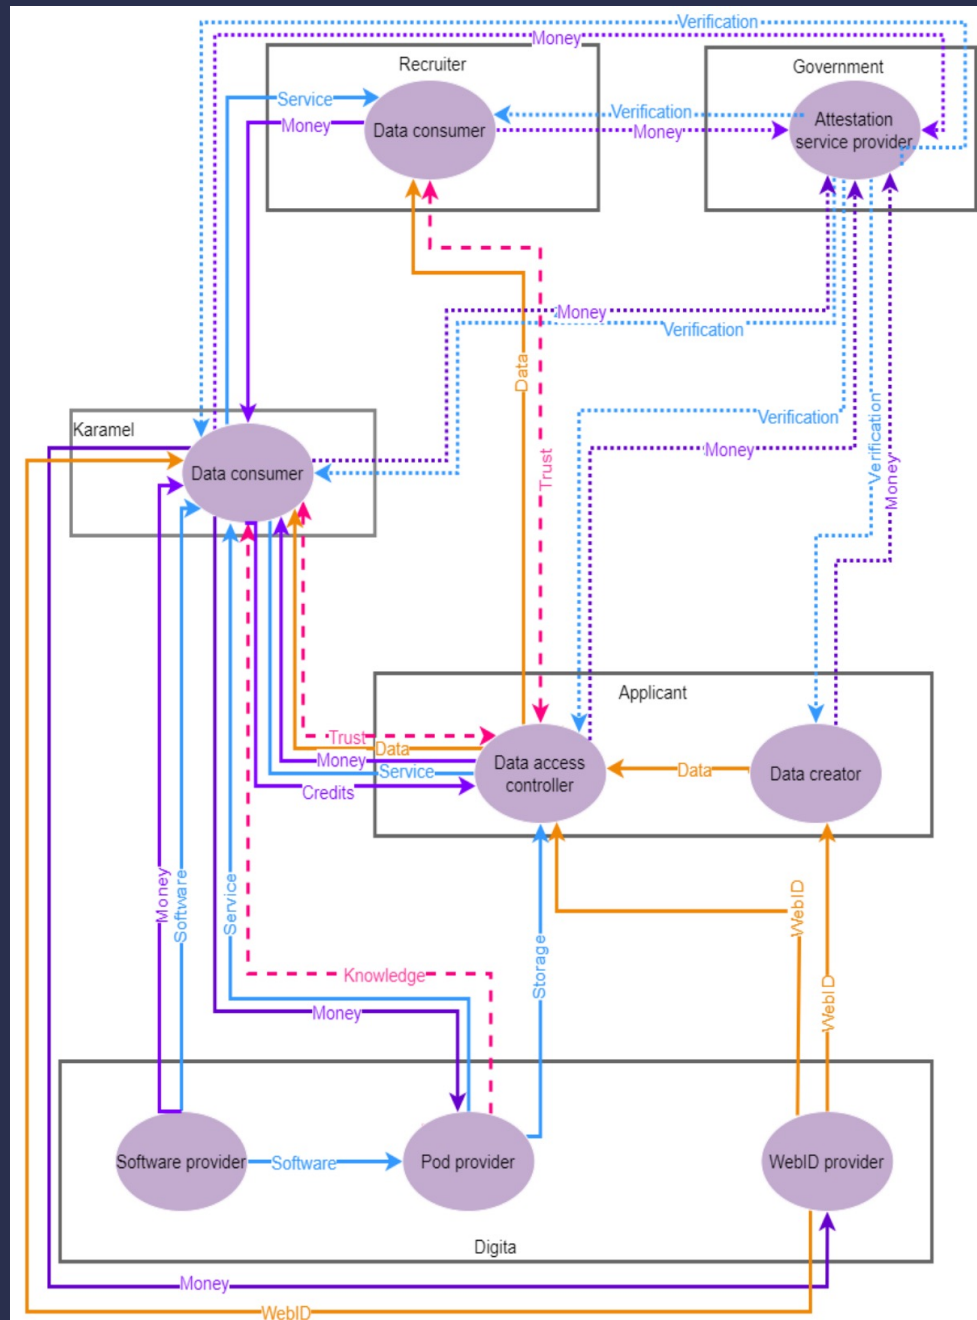 Verification
Money
Recruiter
Government
Service
Money
Data consumer
Verification
Money
Attestation
service provider
Money
Verification
Data
Trust
Karamel
Data consumer
Verification
Money
Verification
Money
Applicant
Trust
Data
Money
Service
Credits
Data access
controller
Data
Data creator
Money
Software
Service
Storage
WebID
WebID
Knowledge
Money
Software provider
Software
Pod provider
WebID provider
Digita
Money
WebID